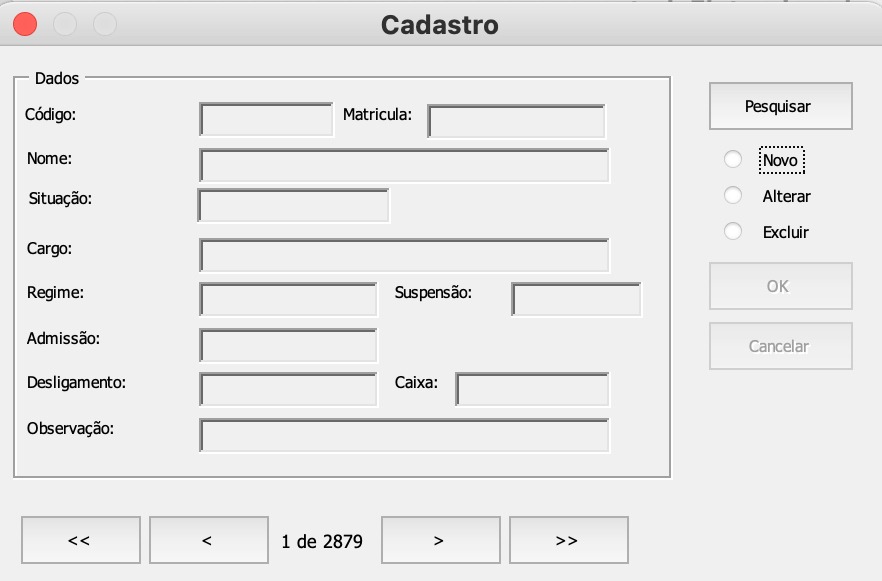 Cadastro
Dados
Código: Matricula:
Pesquisar
Nome:
Novo
Situação:
Alterar
Excluir
Cargo:
Regime: Suspensão:
OK
Admissão:
Cancelar
Desligamento: Caixa:
Observação:
<< < 1 de 2879 > >>